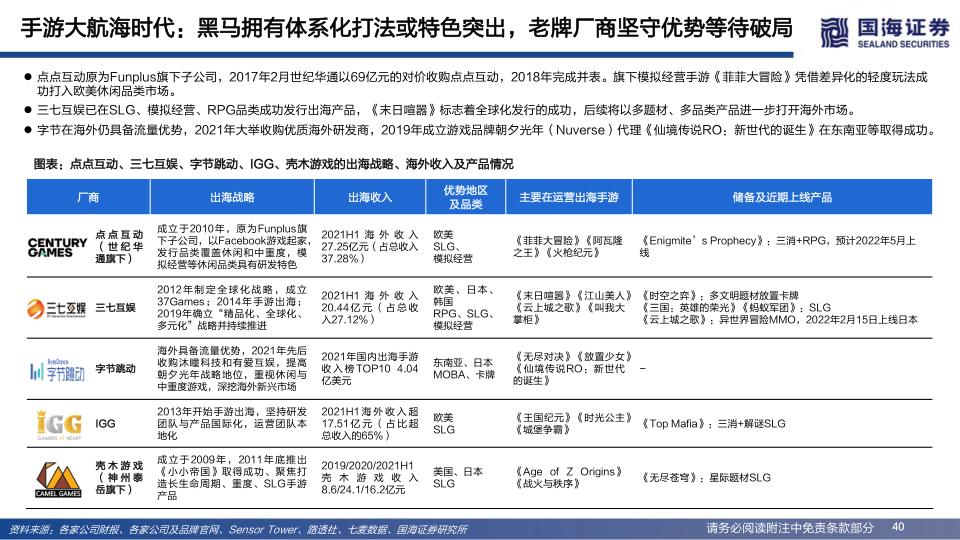 手游大航海时代：黑马拥有体系化打法或特色突出，老牌厂商坚守优势等待破局
国海证券
SEALAND SECURITIES
● 点点互动原为Funplus旗下子公司，2017年2月世纪华通以69亿元的对价收购点点互动，2018年完成并表。旗下模拟经营手游《菲菲大冒险》凭借差异化的轻度玩法成
功打入欧美休闲品类市场。
● 三七互娱已在SLG、模拟经营、RPG品类成功发行出海产品，《末日喧嚣》标志着全球化发行的成功，后续将以多题材、多品类产品进一步打开海外市场。
● 字节在海外仍具备流量优势，2021年大举收购优质海外研发商，2019年成立游戏品牌朝夕光年（Nuverse）代理《仙境传说RO：新世代的诞生》在东南亚等取得成功。
图表：点点互动、三七互娱、字节跳动、IGG、壳木游戏的出海战略、海外收入及产品情况
厂商
出海战略
出海收入
优势地区
及品类
主要在运营出海手游
储备及近期上线产品
CENTURY
GAMES
点点互动
（世纪华
通旗下）
成立于2010年，原为Funplus旗
下子公司，以Facebook游戏起家，
发行品类覆盖休闲和中重度，模
拟经营等休闲品类具有研发特色
2021H1海外收入
27.25亿元（占总收入
37.28%）
欧美
SLG、
模拟经营
《菲菲大冒险》《阿瓦隆
之王》《火枪纪元》
《Enigmite’s Prophecy》：三消+RPG，预计2022年5月上
线
三七互娱
三七互娱
2012年制定全球化战略，成立
37Games；2014年手游出海；
2019年确立“精品化、全球化、
多元化”战略并持续推进
2021H1海外收入
20.44亿元（占总收
入27.12%）
欧美、日本、
韩国
RPG、SLG、
模拟经营
《末日喧嚣》《江山美人》
《云上城之歌》《叫我大
掌柜》
《时空之弈》：多文明题材放置卡牌
《三国：英雄的荣光》《蚂蚁军团》：SLG
《云上城之歌》：异世界冒险MMO，2022年2月15日上线日本
ByteDance
字节跳动
字节跳动
海外具备流量优势，2021年先后
收购沐瞳科技和有爱互娱，提高
朝夕光年战略地位，重视休闲与
中重度游戏，深挖海外新兴市场
2021年国内出海手游
收入榜TOP10 4.04
亿美元
东南亚、日本
MOBA、卡牌
《无尽对决》《放置少女》
《仙境传说RO：新世代
的诞生》
–
IGG
GAMERS AT HEART
IGG
2013年开始手游出海，坚持研发
团队与产品国际化，运营团队本
地化
2021H1海外收入超
17.51亿元（占比超
总收入的65%）
欧美
SLG
《王国纪元》《时光公主》
《城堡争霸》
《Top Mafia》：三消+解谜SLG
CAMEL GAMES
壳木游戏
（神州泰
岳旗下）
成立于2009年，2011年底推出
《小小帝国》取得成功、聚焦打
造长生命周期、重度、SLG手游
产品
2019/2020/2021H1
壳木游戏收入
8.6/24.1/16.2亿元
美国、日本
SLG
《Age of Z Origins》
《战火与秩序》
《无尽苍穹》：星际题材SLG
资料来源：各家公司财报、各家公司及品牌官网、Sensor Tower、路透社、七麦数据、国海证券研究所
请务必阅读附注中免责条款部分
40